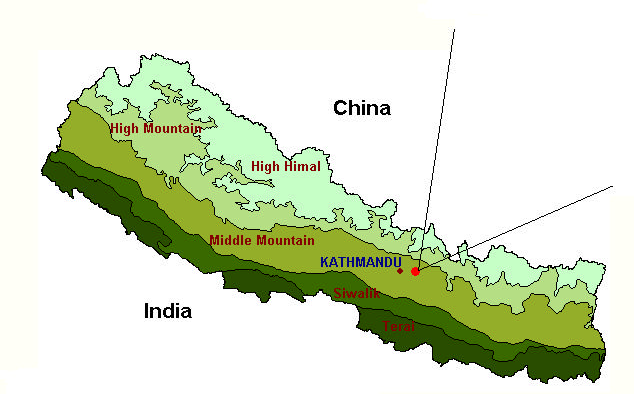 China
High Mountain
High Himal
Middle Mountain
KATHMANDU
Siwalik
India
Terai